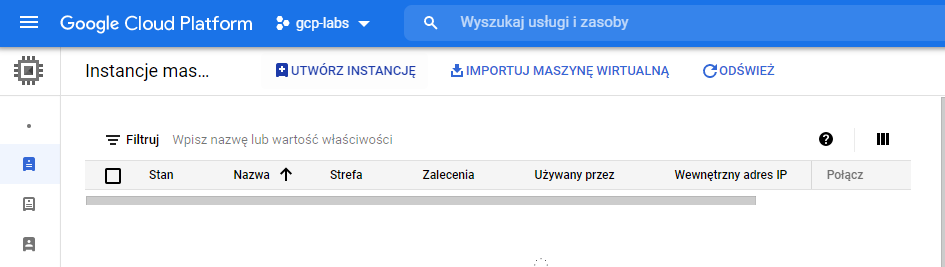 Google Cloud Platform gcp-labs Wyszukaj usługi i zasoby
Instancje mas... UTWÓRZ INSTANCJĘ IMPORTUJ MASZYNĘ WIRTUALNĄ ODŚWIEŻ
Filtruj Wpisz nazwę lub wartość właściwości
Stan Nazwa Strefa Zalecenia Używany przez Wewnętrzny adres IP Połącz